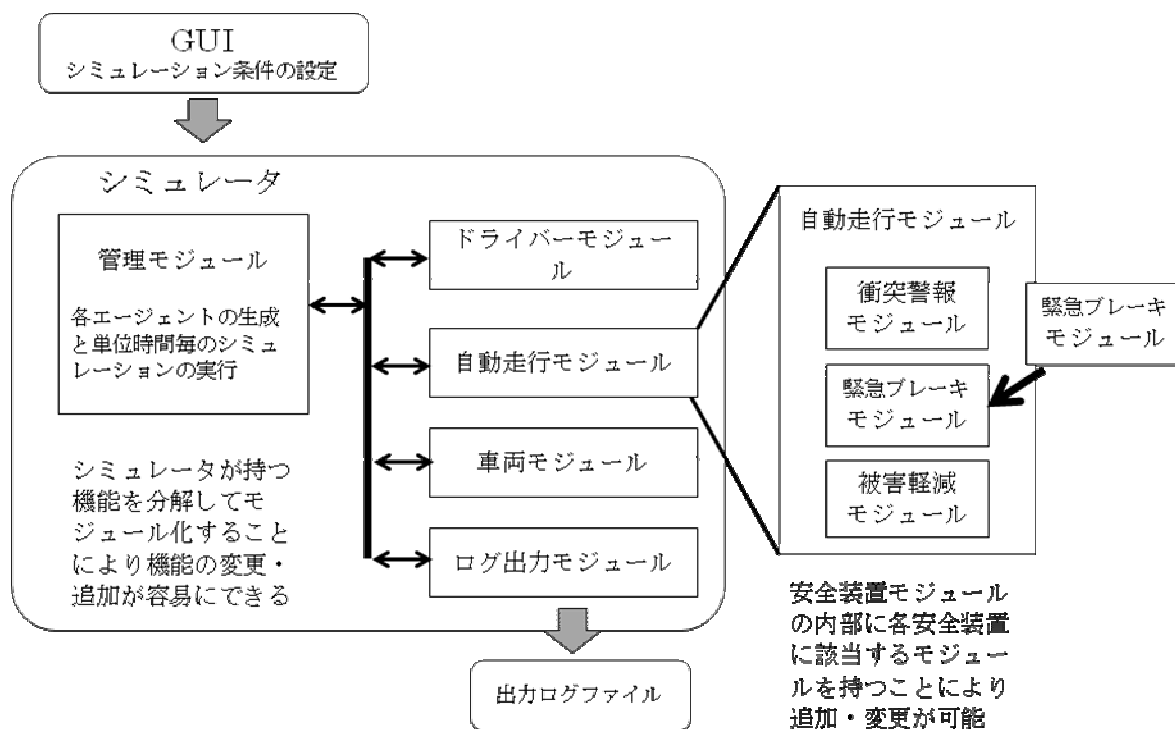 GUI
シミュレーション条件の設定
シミュレータ
管理モジュール
各エージェントの生成
と単位時間毎のシミュ
レーションの実行
シミュレータが持つ
機能を分解してモ
ジュール化すること
により機能の変更・
追加が容易にできる
ドライバーモジュー
ル
自動走行モジュール
車両モジュール
ログ出力モジュール
出力ログファイル
自動走行モジュール
衝突警報
モジュール
緊急ブレーキ
モジュール
被害軽減
モジュール
緊急ブレーキ
モジュール
安全装置モジュール
の内部に各安全装置
に該当するモジュー
ルを持つことにより
追加・変更が可能